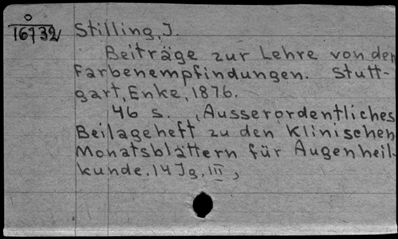 o
16732
Stilling, J.
Beiträge zur Lehre von den
Farbenempfindungen. Stutt-
gart, Enke, 1876.
46 s. , Ausserordentliches
Beilageheft zu den Klinischen
Monatsblättern für Augenheil-
kunde. 14 Jg. III,